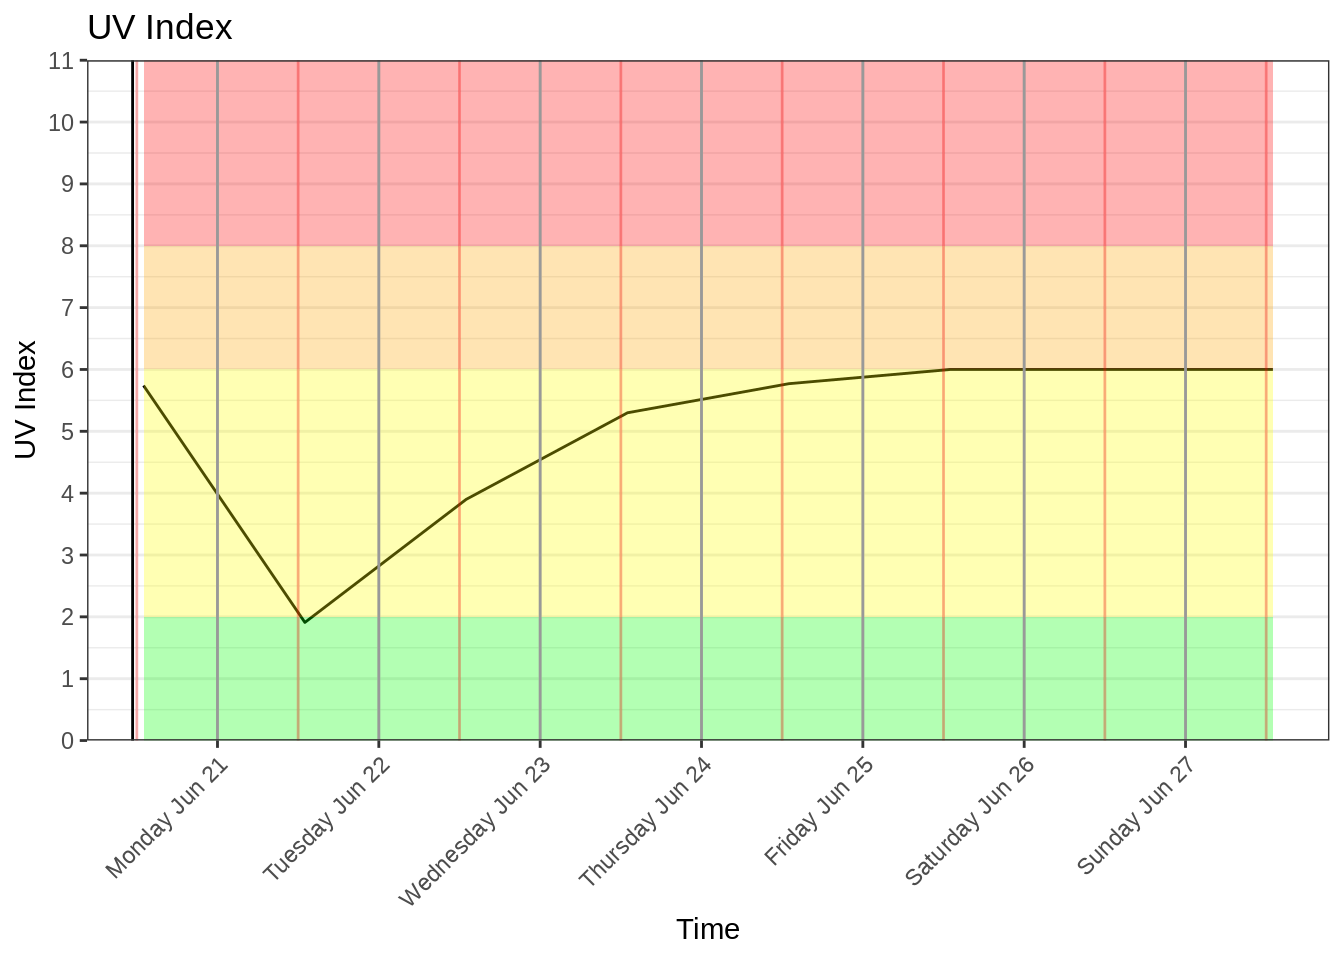 UV Index
UV Index
11
10
9
8
7
6
5
4
3
2
1
0
Monday Jun 21
Tuesday Jun 22
Wednesday Jun 23
Thursday Jun 24
Friday Jun 25
Saturday Jun 26
Sunday Jun 27
Time